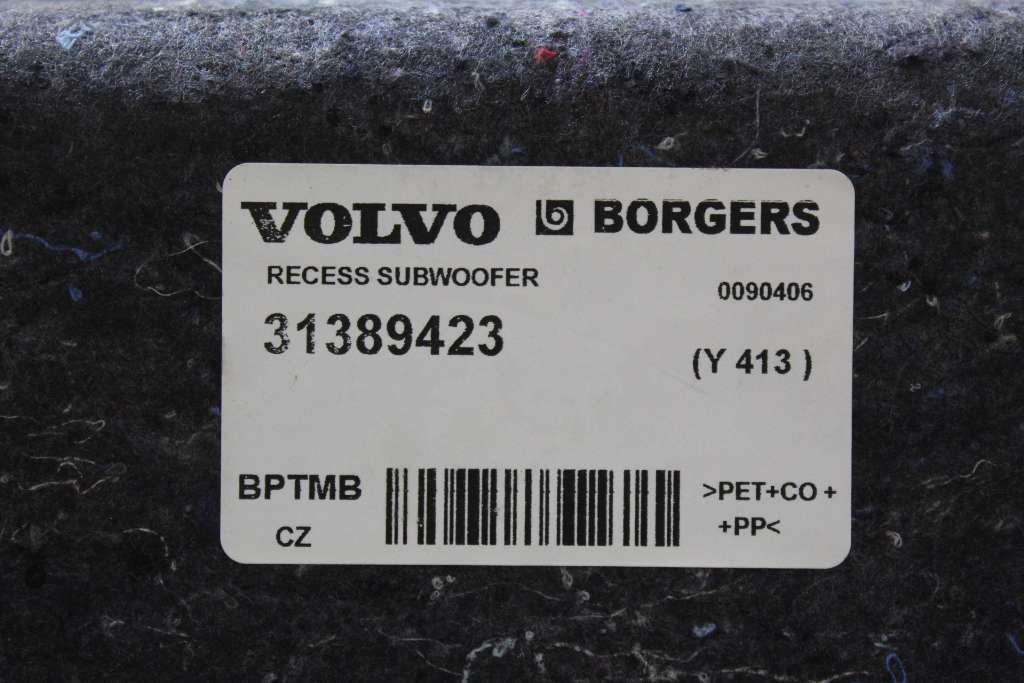 VOLVO BORGERS
RECESS SUBWOOFER
0090406
31389423
(Y 413 )
BPTMB
>PET+CO +
CZ
+PP<